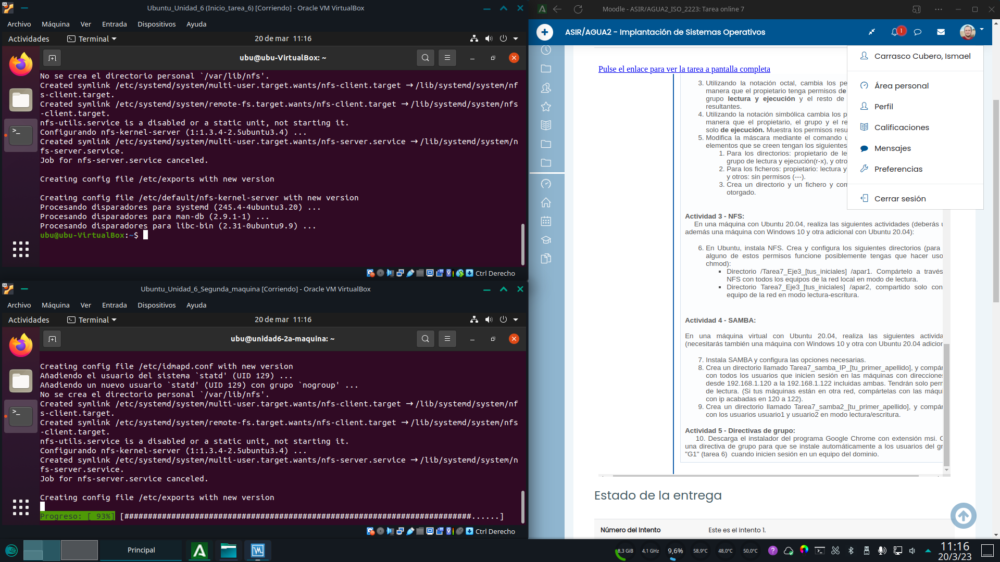 Ubuntu_Unidad_6 (Inicio_tarea_6) [Corriendo] - Oracle VM VirtualBox
Archivo Máquina Ver Entrada Dispositivos Ayuda
Actividades Terminal 20 de mar 11:16
ubu@ubu-VirtualBox: ~
No se crea el directorio personal `/var/lib/nfs'.
Created symlink /etc/systemd/system/multi-user.target.wants/nfs-client.target → /lib/systemd/system/nf
s-client.target.
Created symlink /etc/systemd/system/remote-fs.target.wants/nfs-client.target → /lib/systemd/system/nfs
-client.target.
nfs-utils.service is a disabled or a static unit, not starting it.
Configurando nfs-kernel-server (1:1.3.4-2.5ubuntu3.4) ...
Created symlink /etc/systemd/system/multi-user.target.wants/nfs-server.service → /lib/systemd/system/n
fs-server.service.
Job for nfs-server.service canceled.
Creating config file /etc/exports with new version
Creating config file /etc/default/nfs-kernel-server with new version
Procesando disparadores para systemd (245.4-4ubuntu3.20) ...
Procesando disparadores para man-db (2.9.1-1) ...
Procesando disparadores para libc-bin (2.31-0ubuntu9.9) ...
ubu@ubu-VirtualBox:~$
Ctrl Derecho
Ubuntu_Unidad_6_Segunda_maquina [Corriendo] - Oracle VM VirtualBox
Archivo Máquina Ver Entrada Dispositivos Ayuda
Actividades Terminal 20 de mar 11:16
ubu@unidad6-2a-maquina: ~
Creating config file /etc/idmapd.conf with new version
Añadiendo el usuario del sistema `statd' (UID 129) ...
Añadiendo un nuevo usuario `statd' (UID 129) con grupo `nogroup' ...
No se crea el directorio personal `/var/lib/nfs'.
Created symlink /etc/systemd/system/multi-user.target.wants/nfs-client.target → /lib/systemd/system/nf
s-client.target.
Created symlink /etc/systemd/system/remote-fs.target.wants/nfs-client.target → /lib/systemd/system/nfs
-client.target.
nfs-utils.service is a disabled or a static unit, not starting it.
Configurando nfs-kernel-server (1:1.3.4-2.5ubuntu3.4) ...
Created symlink /etc/systemd/system/multi-user.target.wants/nfs-server.service → /lib/systemd/system/n
fs-server.service.
Job for nfs-server.service canceled.
Creating config file /etc/exports with new version
Progreso: [ 93%] [##########################################################################......]
Ctrl Derecho
Moodle - ASIR/AGUA2_ISO_2223: Tarea online 7
ASIR/AGUA2 - Implantación de Sistemas Operativos
1
Carrasco Cubero, Ismael
Área personal
Perfil
Calificaciones
Mensajes
Preferencias
Cerrar sesión
Pulse el enlace para ver la tarea a pantalla completa
3. Utilizando la notación octal, cambia los pe
manera que el propietario tenga permisos de
grupo lectura y ejecución y el resto de
resultantes.
4. Utilizando la notación simbólica cambia los p
manera que el propietario, el grupo y el re
solo de ejecución. Muestra los permisos resu
5. Modifica la máscara mediante el comando u
elementos que se creen tengan los siguientes
1. Para los directorios: propietario de le
grupo de lectura y ejecución(r-x), y otro
2. Para los ficheros: propietario: lectura y
y otros: sin permisos (---).
3. Crea un directorio y un fichero y com
otorgado.
Actividad 3 - NFS:
En una máquina con Ubuntu 20.04, realiza las siguientes actividades (deberás u
además una máquina con Windows 10 y otra adicional con Ubuntu 20.04):
6. En Ubuntu, instala NFS. Crea y configura los siguientes directorios (para
alguno de estos permisos funcione posiblemente tengas que hacer uso
chmod):
Directorio /Tarea7_Eje3_[tus_iniciales] /apar1. Compártelo a través
NFS con todos los equipos de la red local en modo de lectura.
Directorio Tarea7_Eje3_[tus_iniciales] /apar2, compartido solo con
equipo de la red en modo lectura-escritura.
Actividad 4 - SAMBA:
En una máquina virtual con Ubuntu 20.04, realiza las siguientes activida
(necesitarás también una máquina con Windows 10 y otra con Ubuntu 20.04 adicion
7. Instala SAMBA y configura las opciones necesarias.
8. Crea un directorio llamado Tarea7_samba_IP_[tu_primer_apellido], y compár
con todos los usuarios que inicien sesión en las máquinas con direccione
desde 192.168.1.120 a la 192.168.1.122 incluidas ambas. Tendrán solo perm
de lectura. (Si tus máquinas están en otra red, compártelas con las máqu
con ip acabadas en 120 a 122).
9. Crea un directorio llamado Tarea7_samba2_[tu_primer_apellido], y compár
con los usuarios usuario1 y usuario2 en modo lectura/escritura.
Actividad 5 - Directivas de grupo:
10. Descarga el instalador del programa Google Chrome con extensión msi. C
una directiva de grupo para que se instale automáticamente a los usuarios del gr
"G1" (tarea 6) cuando inicien sesión en un equipo del dominio.
Estado de la entrega
Número del Intento Este es el intento 1.
Principal
8,3 GiB 4,1 GHz 9,6% 58,9°C 48,0°C 50,0°C
11:16
20/3/23